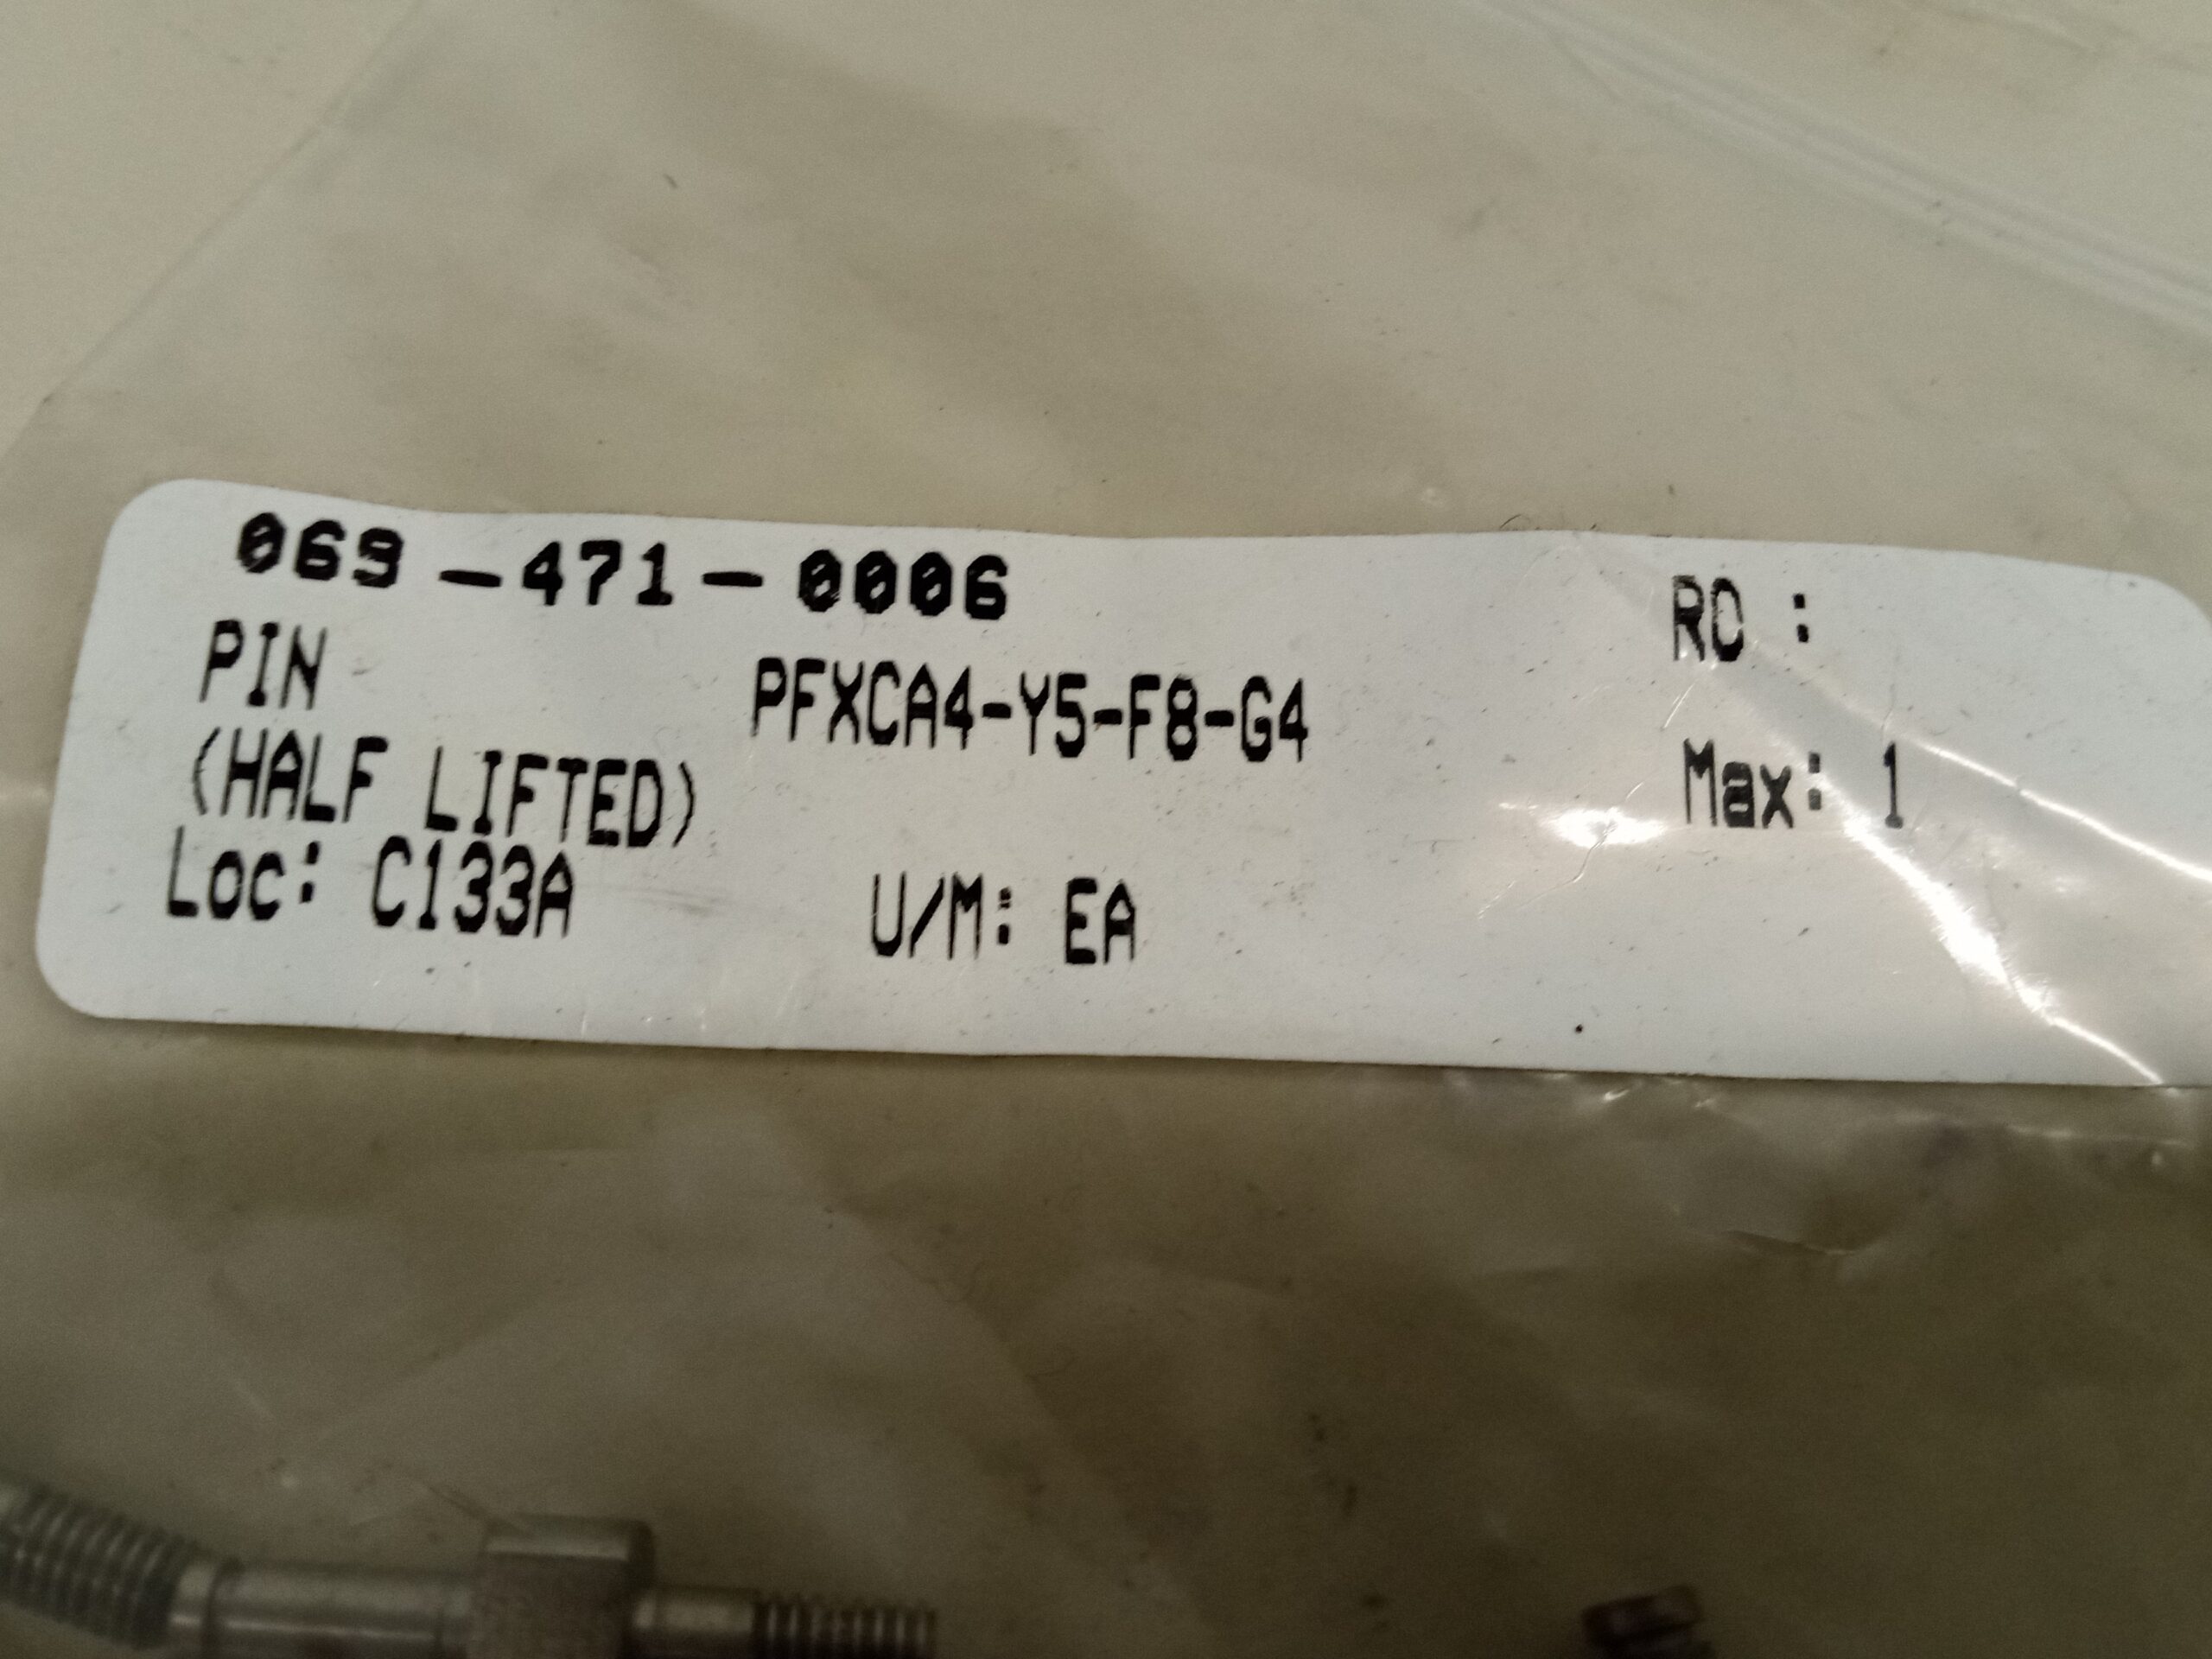 069-471-0006
RO :
PIN
PFXCA4-Y5-F8-G4
(HALF LIFTED)
Max: 1
Loc: C133A
U/M: EA